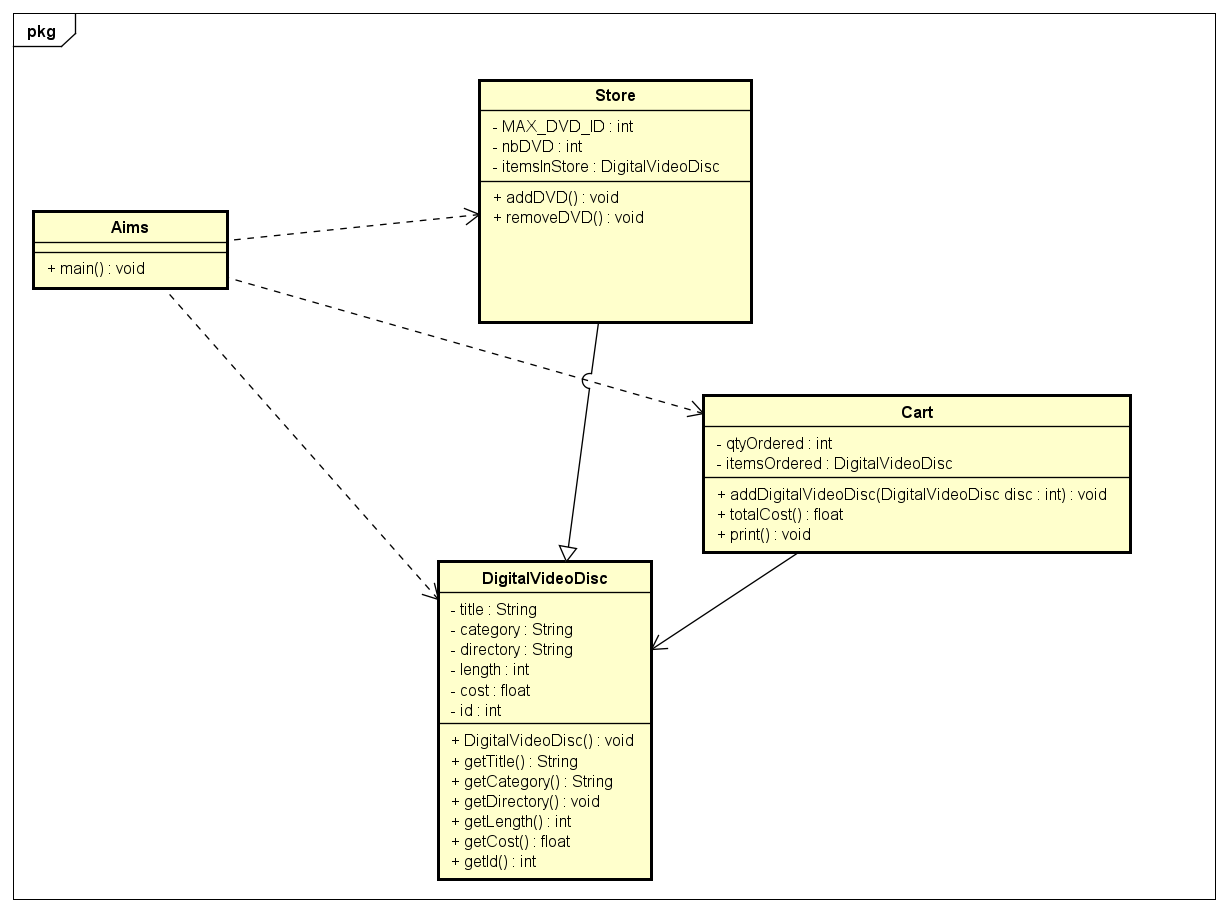 pkg
Store
- MAX_DVD_ID : int
- nbDVD : int
- itemsInStore : DigitalVideoDisc
+ addDVD() : void
+ removeDVD() : void
Aims
+ main() : void
Cart
- qtyOrdered : int
- itemsOrdered : DigitalVideoDisc
+ addDigitalVideoDisc(DigitalVideoDisc disc : int) : void
+ totalCost() : float
+ print() : void
DigitalVideoDisc
- title : String
- category : String
- directory : String
- length : int
- cost : float
- id : int
+ DigitalVideoDisc() : void
+ getTitle() : String
+ getCategory() : String
+ getDirectory() : void
+ getLength() : int
+ getCost() : float
+ getId() : int